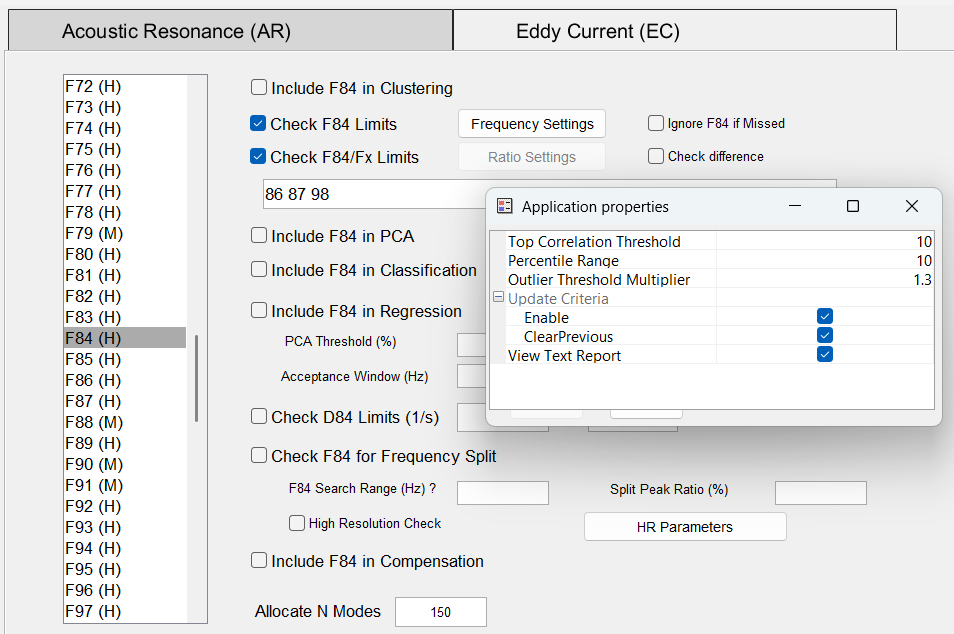 Acoustic Resonance (AR)
Eddy Current (EC)
F72 (H)
F73 (H)
F74 (H)
F75 (H)
F76 (H)
F77 (H)
F78 (H)
F79 (M)
F80 (H)
F81 (H)
F82 (H)
F83 (H)
F84 (H)
F85 (H)
F86 (H)
F87 (H)
F88 (M)
F89 (H)
F90 (M)
F91 (M)
F92 (H)
F93 (H)
F94 (H)
F95 (H)
F96 (H)
F97 (H)
Include F84 in Clustering
Check F84 Limits
Frequency Settings
Ignore F84 if Missed
Check F84/Fx Limits
Ratio Settings
Check difference
86 87 98
Include F84 in PCA
Include F84 in Classification
Include F84 in Regression
PCA Threshold (%)
Acceptance Window (Hz)
Check D84 Limits (1/s)
Check F84 for Frequency Split
F84 Search Range (Hz) ?
Split Peak Ratio (%)
High Resolution Check
HR Parameters
Include F84 in Compensation
Allocate N Modes
150
Application properties
Top Correlation Threshold 10
Percentile Range 10
Outlier Threshold Multiplier 1.3
Update Criteria
Enable
ClearPrevious
View Text Report